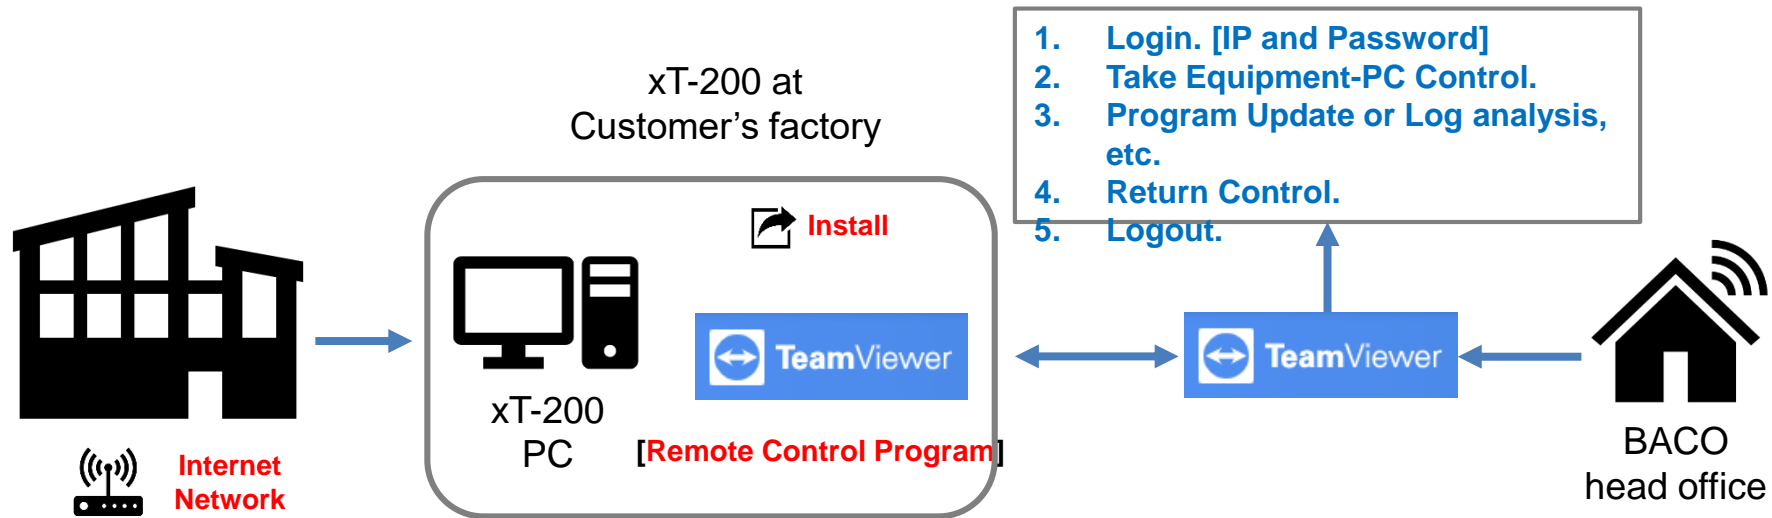 xT-200 at
Customer’s factory
Internet
Network
Install
TeamViewer
xT-200
PC
[Remote Control Program]
1. Login. [IP and Password]
2. Take Equipment-PC Control.
3. Program Update or Log analysis,
etc.
4. Return Control.
5. Logout.
TeamViewer
BACO
head office